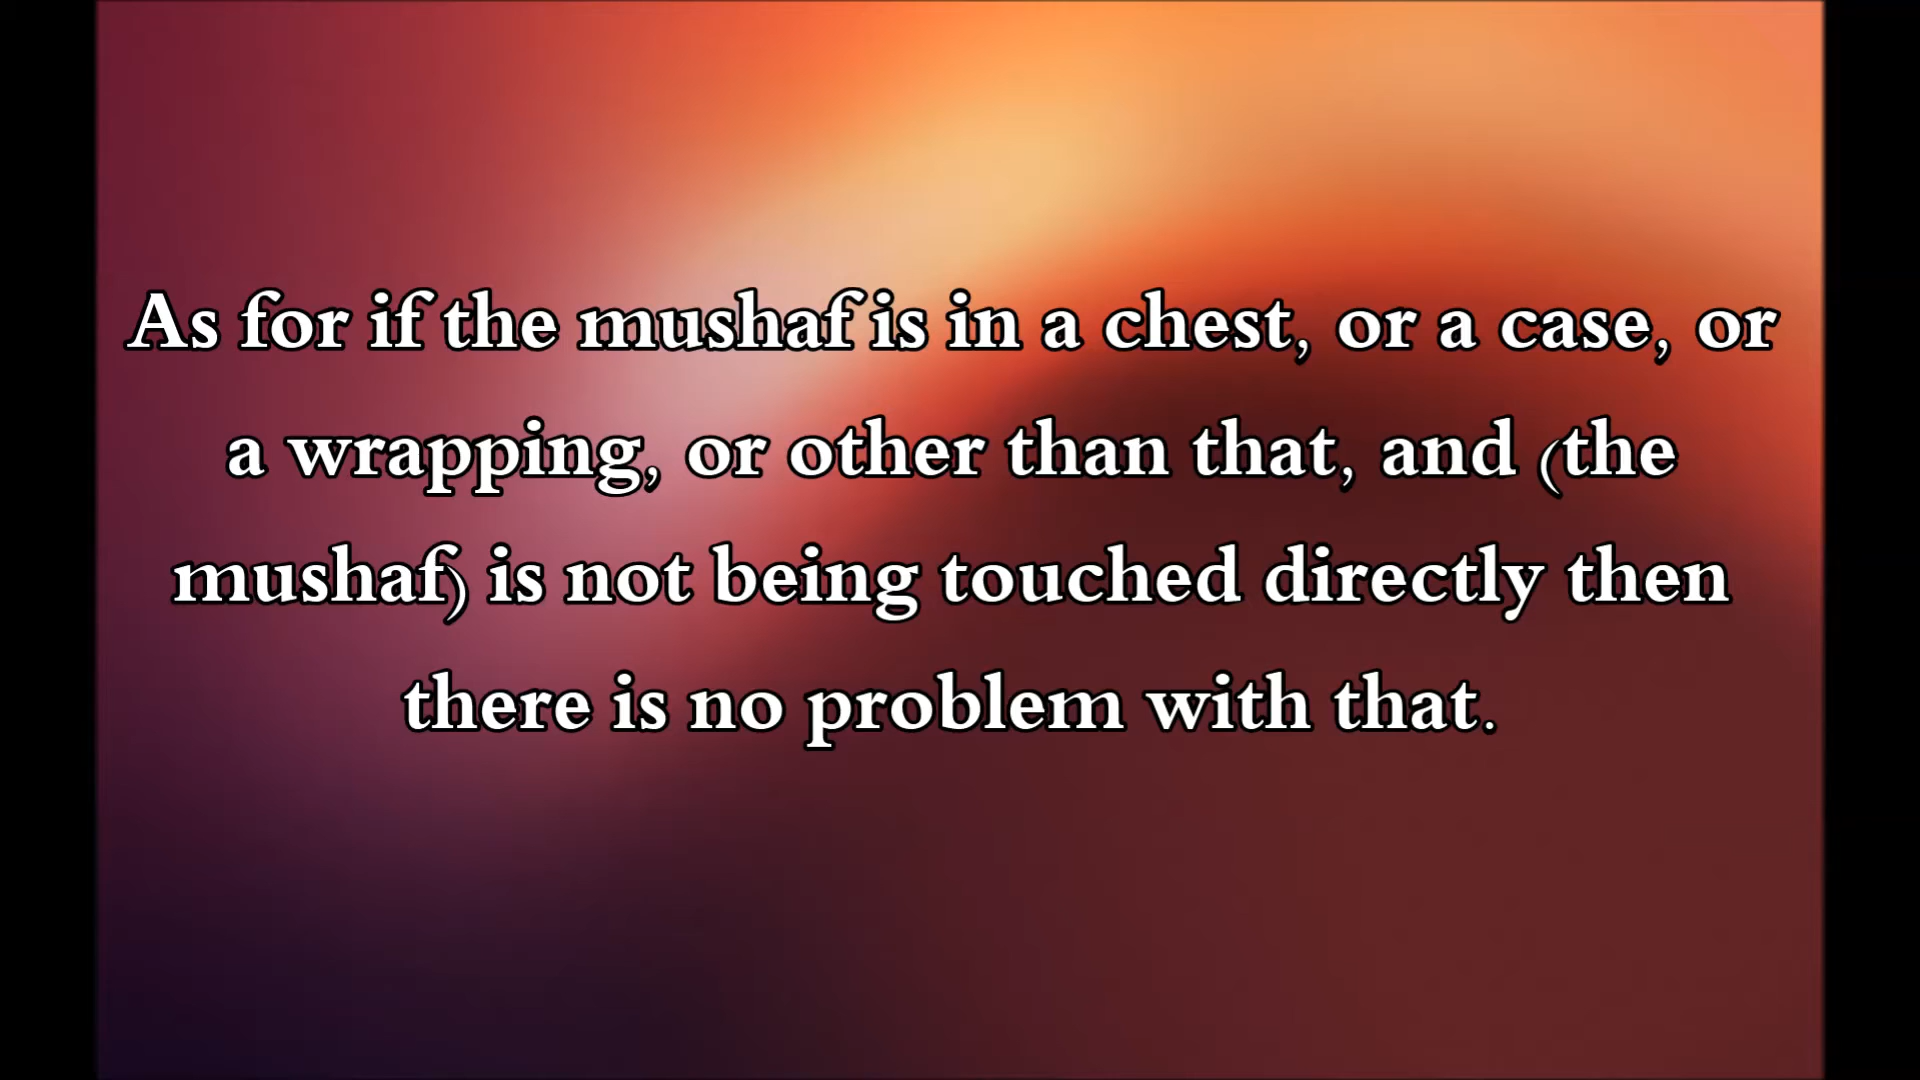 As for if the mushaf is in a chest, or a case, or
a wrapping, or other than that, and (the
mushaf) is not being touched directly then
there is no problem with that.